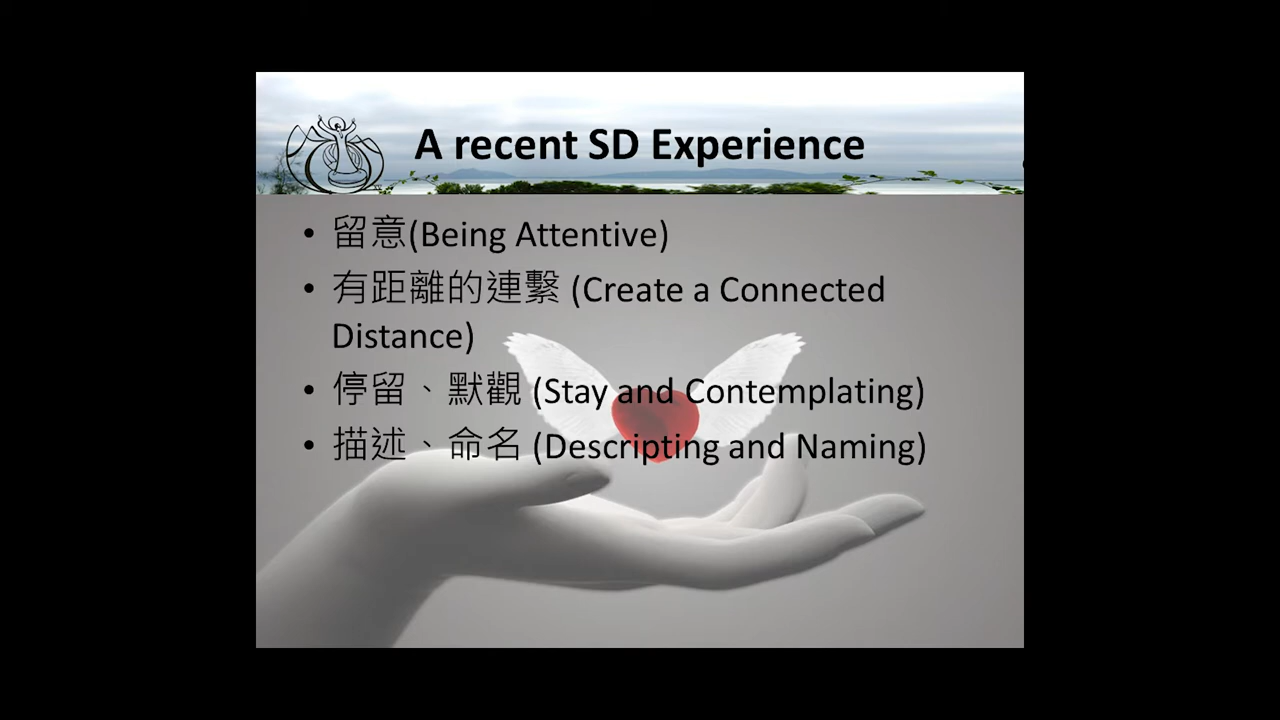 A recent SD Experience
• 留意(Being Attentive)
• 有距離的連繫 (Create a Connected
Distance)
• 停留、默觀 (Stay and Contemplating)
• 描述、命名 (Descripting and Naming)